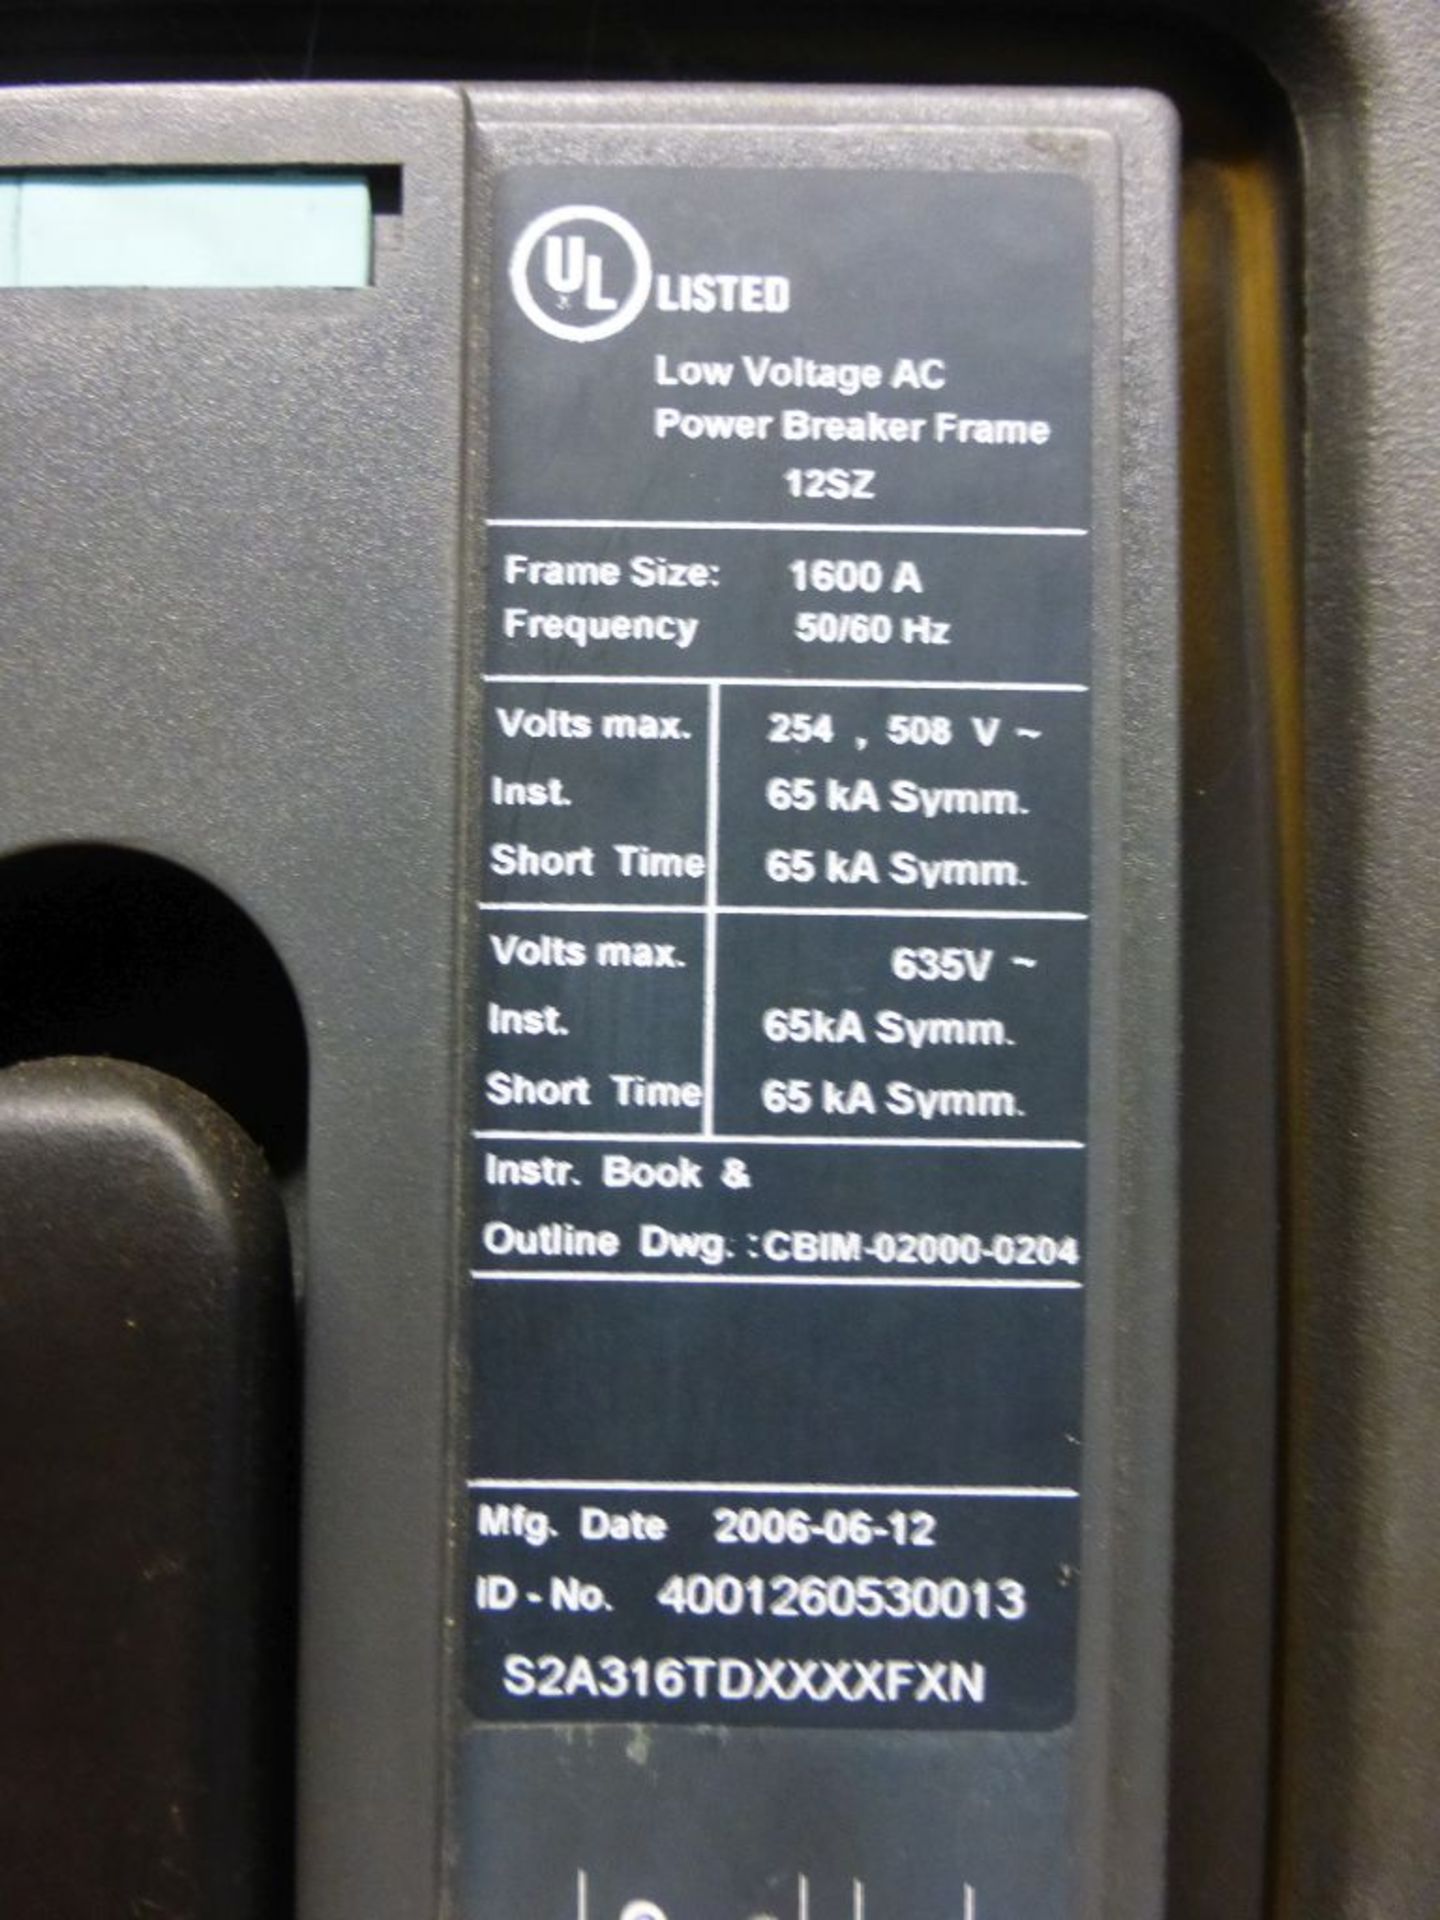 UL LISTED
Low Voltage AC
Power Breaker Frame
12SZ
Frame Size: 1600 A
Frequency 50/60 Hz
Volts max. 254 , 508 V ~
Inst. 65 kA Symm.
Short Time 65 kA Symm.
Volts max. 635V ~
Inst. 65kA Symm.
Short Time 65 kA Symm.
Instr. Book &
Outline Dwg. : CBIM-02000-0204
Mfg. Date 2006-06-12
ID - No. 4001260530013
S2A316TDXXXXFXN